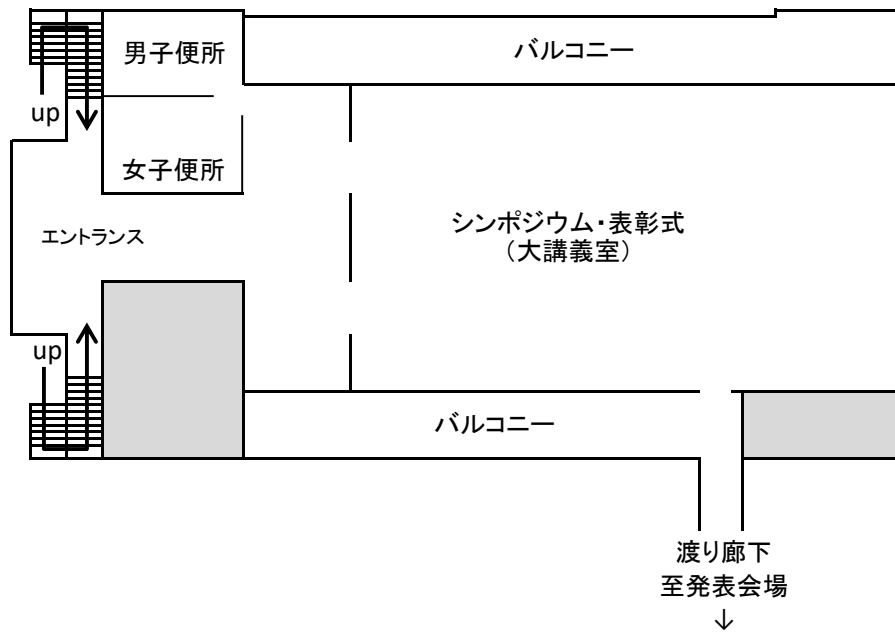 男子便所
バルコニー
up
女子便所
エントランス
シンポジウム・表彰式
（大講義室）
up
バルコニー
渡り廊下
至発表会場
↓